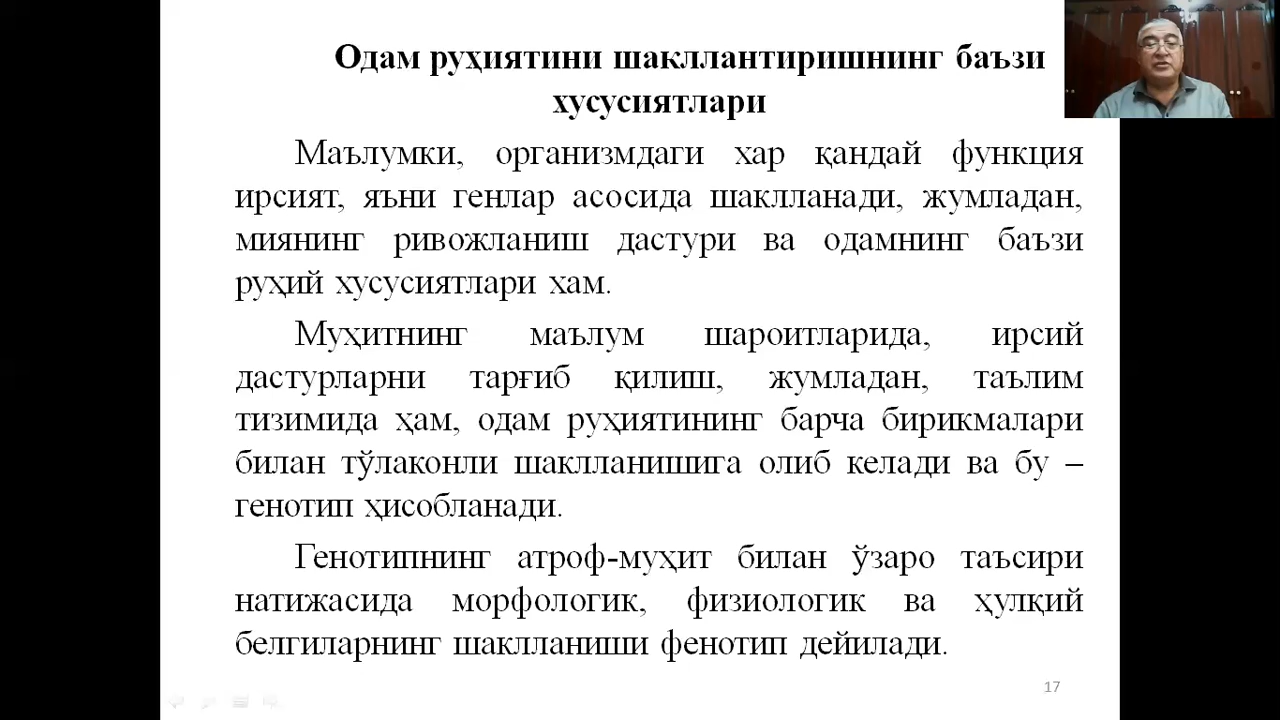 Одам руҳиятини шакллантиришнинг баъзи
хусусиятлари
Маълумки, организмдаги хар қандай функция
ирсият, яъни генлар асосида шаклланади, жумладан,
миянинг ривожланиш дастури ва одамнинг баъзи
руҳий хусусиятлари хам.
Муҳитнинг маълум шароитларида, ирсий
дастурларни тарғиб қилиш, жумладан, таълим
тизимида ҳам, одам руҳиятининг барча бирикмалари
билан тўлаконли шаклланишига олиб келади ва бу –
генотип ҳисобланади.
Генотипнинг атроф-муҳит билан ўзаро таъсири
натижасида морфологик, физиологик ва ҳулқий
белгиларнинг шаклланиши фенотип дейилади.
17